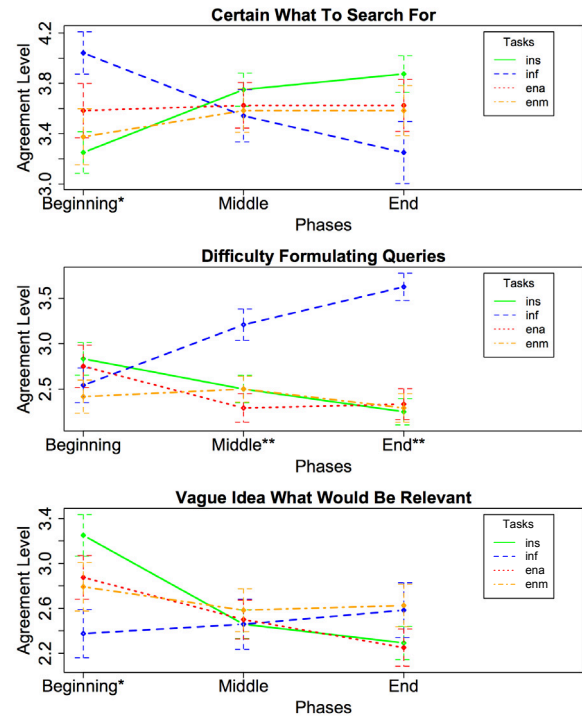 Certain What To Search For
Agreement Level
4.2
3.8
3.4
3.0
Tasks
ins
inf
ena
enm
Beginning*
Middle
End
Phases
Difficulty Formulating Queries
Agreement Level
3.5
3.0
2.5
Tasks
ins
inf
ena
enm
Beginning
Middle**
End**
Phases
Vague Idea What Would Be Relevant
Agreement Level
3.4
3.0
2.6
2.2
Tasks
ins
inf
ena
enm
Beginning*
Middle
End
Phases